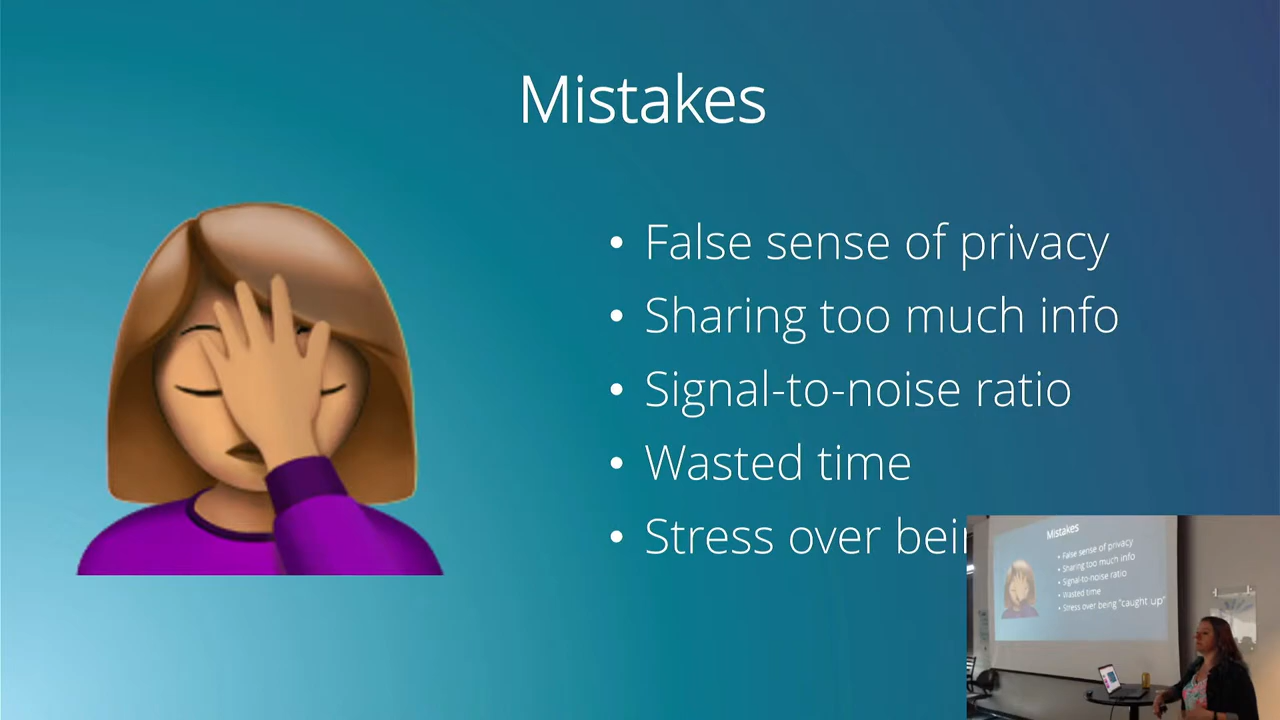 Mistakes
• False sense of privacy
• Sharing too much info
• Signal-to-noise ratio
• Wasted time
• Stress over bein
Mistakes
• False sense of privacy
• Sharing too much info
• Signal-to-noise ratio
• Wasted time
• Stress over being "caught up"